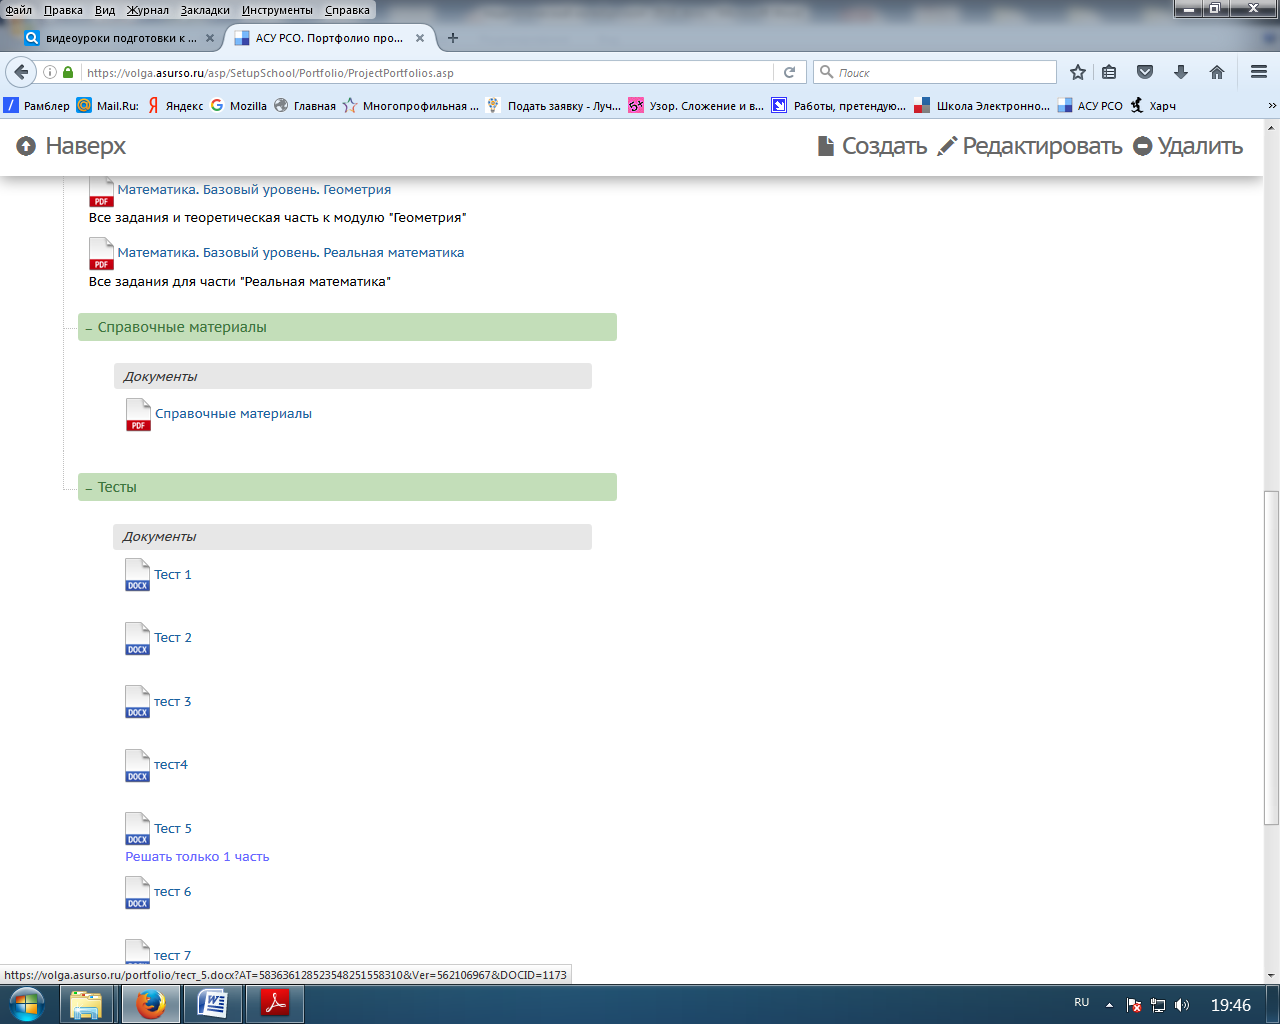 Файл Правка Вид Журнал Закладки Инструменты Справка
видеоуроки подготовки к ... АСУ РСО. Портфолио про...
https://volga.asurso.ru/asp/SetupSchool/Portfolio/ProjectPortfolios.asp Поиск
Рамблер Mail.Ru: Яндекс Mozilla Главная Многопрофильная ... Подать заявку - Луч... Узор. Сложение и в... Работы, претендую... Школа Электронно... АСУ РСО Харч
Наверх Создать Редактировать Удалить
PDF Математика. Базовый уровень. Геометрия
Все задания и теоретическая часть к модулю "Геометрия"
PDF Математика. Базовый уровень. Реальная математика
Все задания для части "Реальная математика"
– Справочные материалы
Документы
PDF Справочные материалы
– Тесты
Документы
DOCX Тест 1
DOCX Тест 2
DOCX тест 3
DOCX тест4
DOCX Тест 5
Решать только 1 часть
DOCX тест 6
тест 7
https://volga.asurso.ru/portfolio/тест_5.docx?AT=583636128523548251558310&Ver=562106967&DOCID=1173
RU 19:46